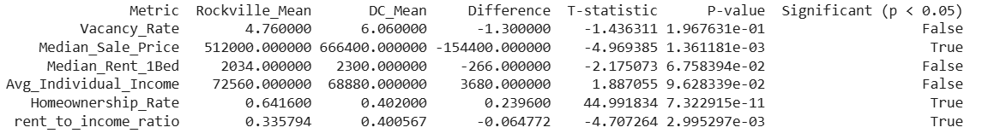 Metric Rockville_Mean DC_Mean Difference T-statistic P-value Significant (p < 0.05)
Vacancy_Rate 4.760000 6.060000 -1.300000 -1.436311 1.967631e-01 False
Median_Sale_Price 512000.000000 666400.000000 -154400.000000 -4.969385 1.361181e-03 True
Median_Rent_1Bed 2034.000000 2300.000000 -266.000000 -2.175073 6.758394e-02 False
Avg_Individual_Income 72560.000000 68880.000000 3680.000000 1.887055 9.628339e-02 False
Homeownership_Rate 0.641600 0.402000 0.239600 44.991834 7.322915e-11 True
rent_to_income_ratio 0.335794 0.400567 -0.064772 -4.707264 2.995297e-03 True